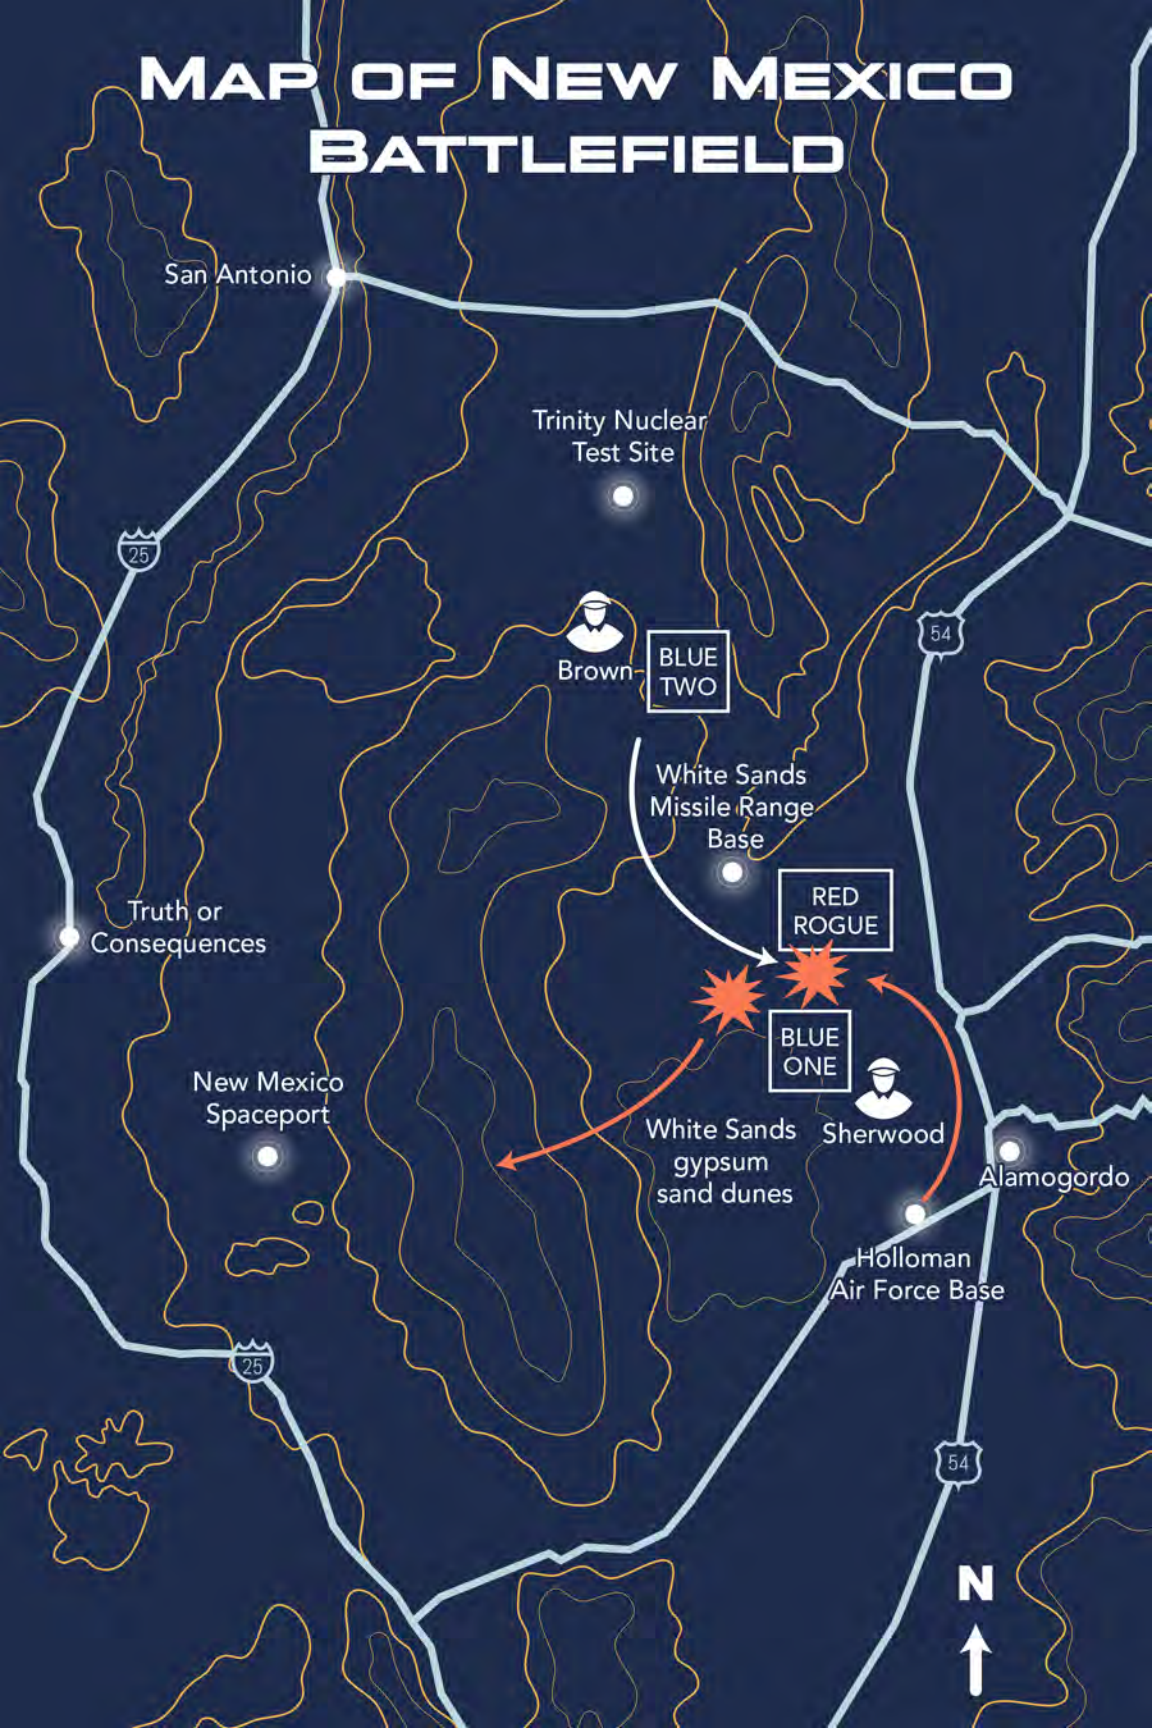 MAP OF NEW MEXICO
BATTLEFIELD
San Antonio
Trinity Nuclear
Test Site
25
54
Brown
BLUE
TWO
White Sands
Missile Range
Base
RED
ROGUE
Truth or
Consequences
BLUE
ONE
New Mexico
Spaceport
White Sands
gypsum
sand dunes
Sherwood
Alamogordo
Holloman
Air Force Base
25
54
N